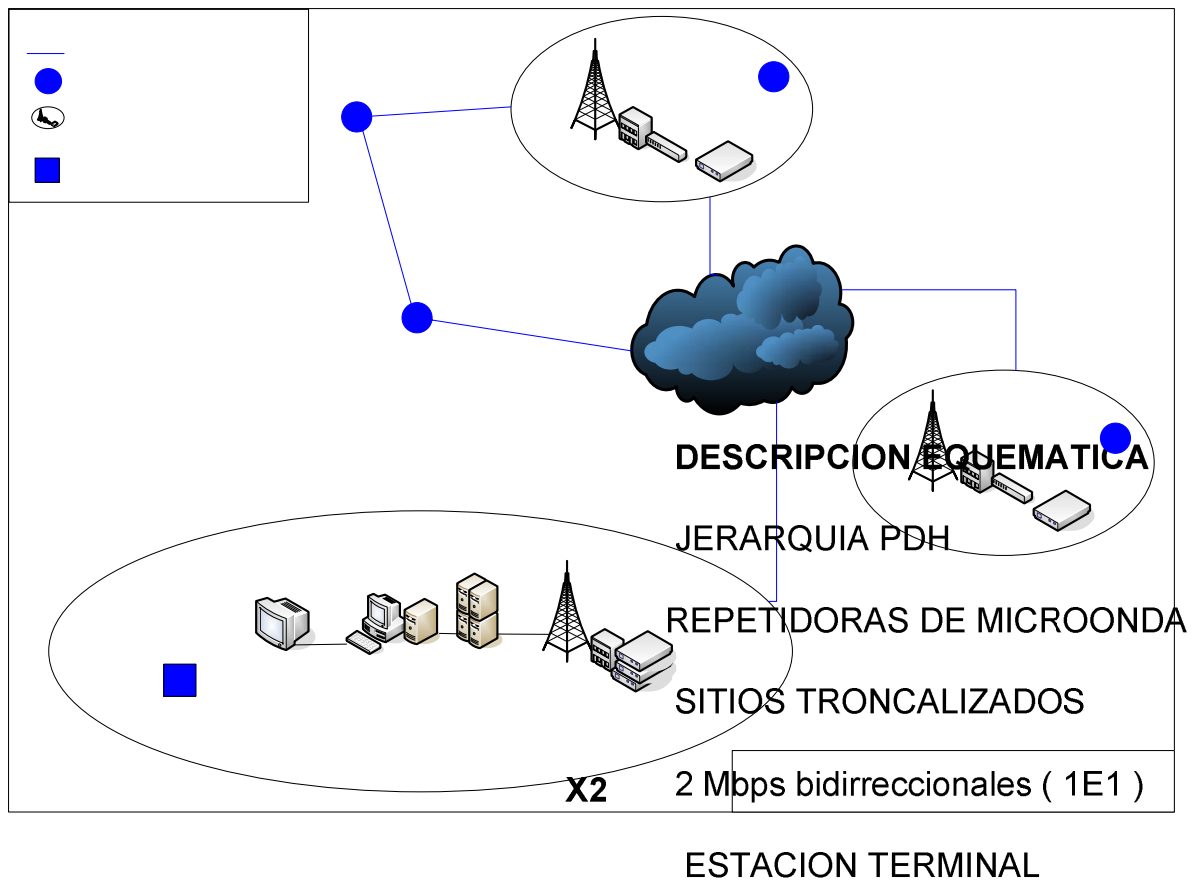 DESCRIPCION EQUEMATICA
JERARQUIA PDH
REPETIDORAS DE MICROONDA
SITIOS TRONCALIZADOS
X2
2 Mbps bidirreccionales ( 1E1 )
ESTACION TERMINAL